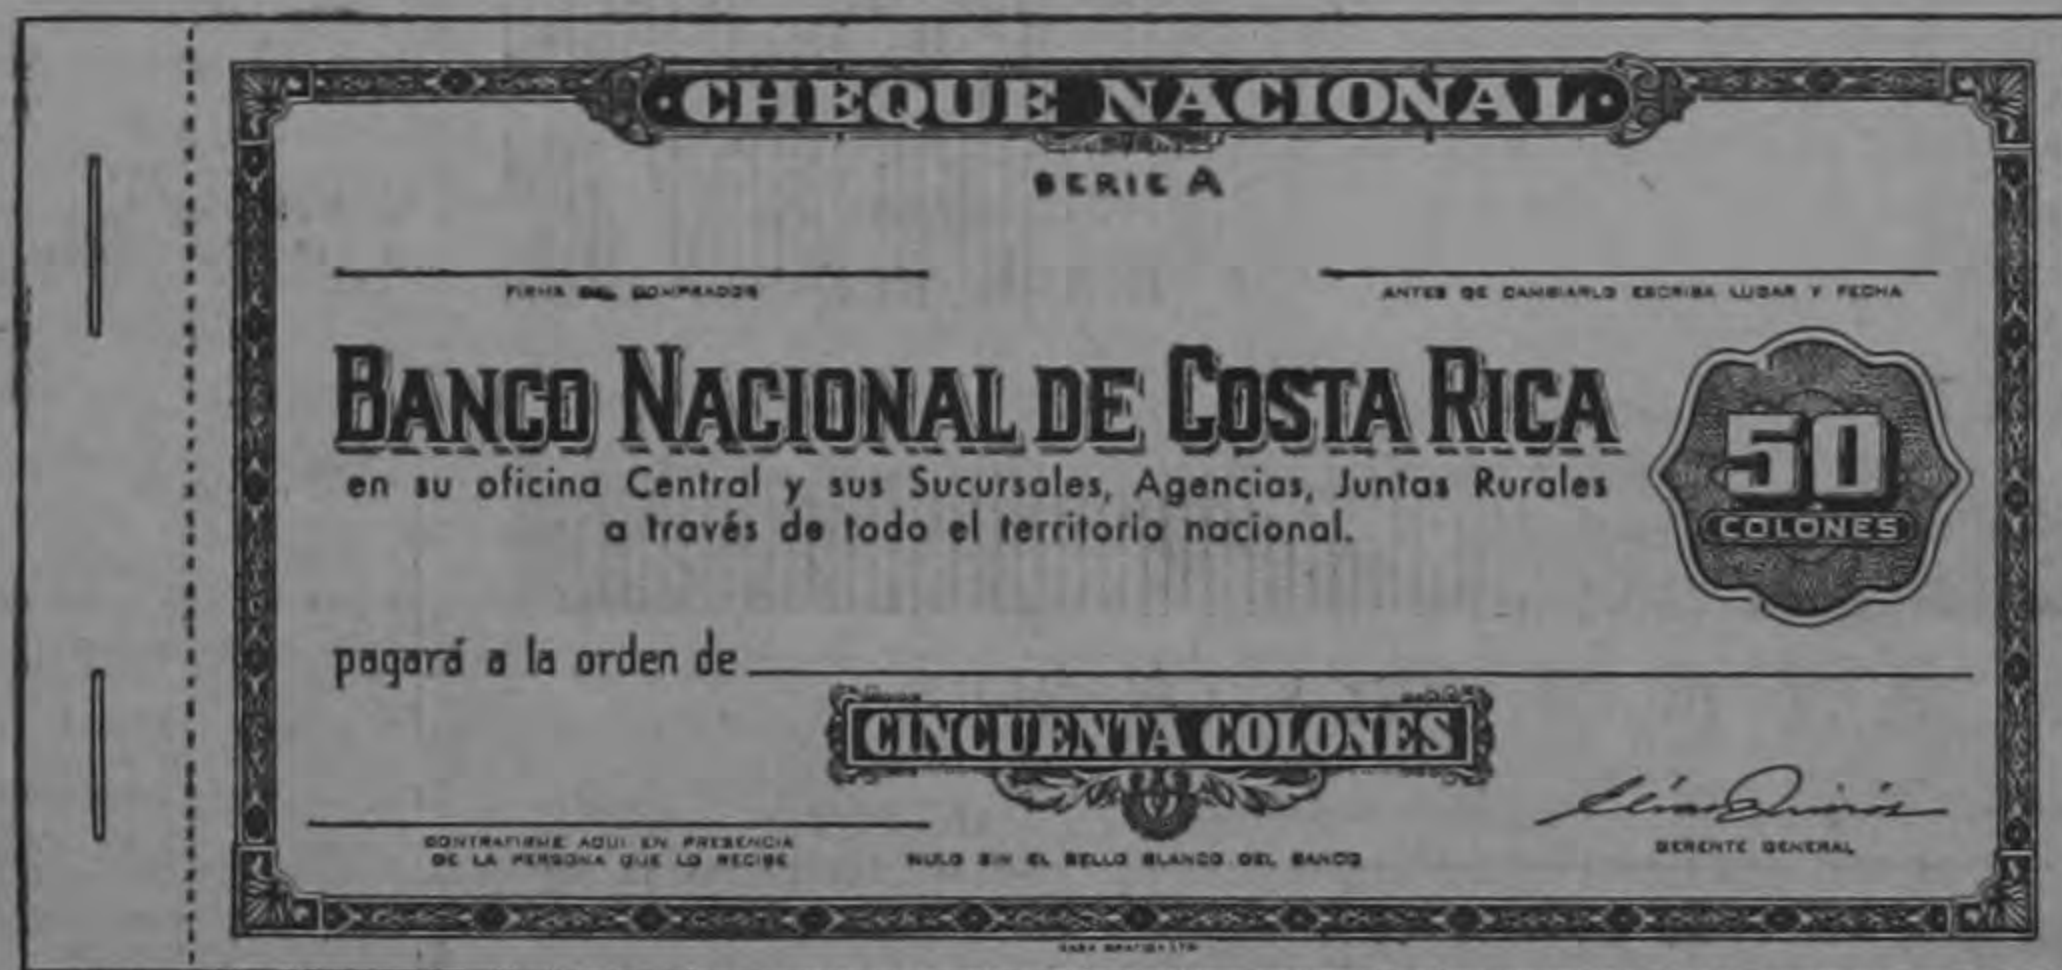 CHEQUE NACIONAL
SERIE A
FIRMA DEL COMPRADOR
ANTES DE CAMBIARLO ESCRIBA LUGAR Y FECHA
BANCO NACIONAL DE COSTA RICA
en su oficina Central y sus Sucursales, Agencias, Juntas Rurales
a través de todo el territorio nacional.
50
COLONES
pagará a la orden de
CINCUENTA COLONES
Elías Quirós
CONTRAFIRME AQUI EN PRESENCIA
DE LA PERSONA QUE LO RECIBE
NULO SIN EL SELLO BLANCO DEL BANCO
GERENTE GENERAL